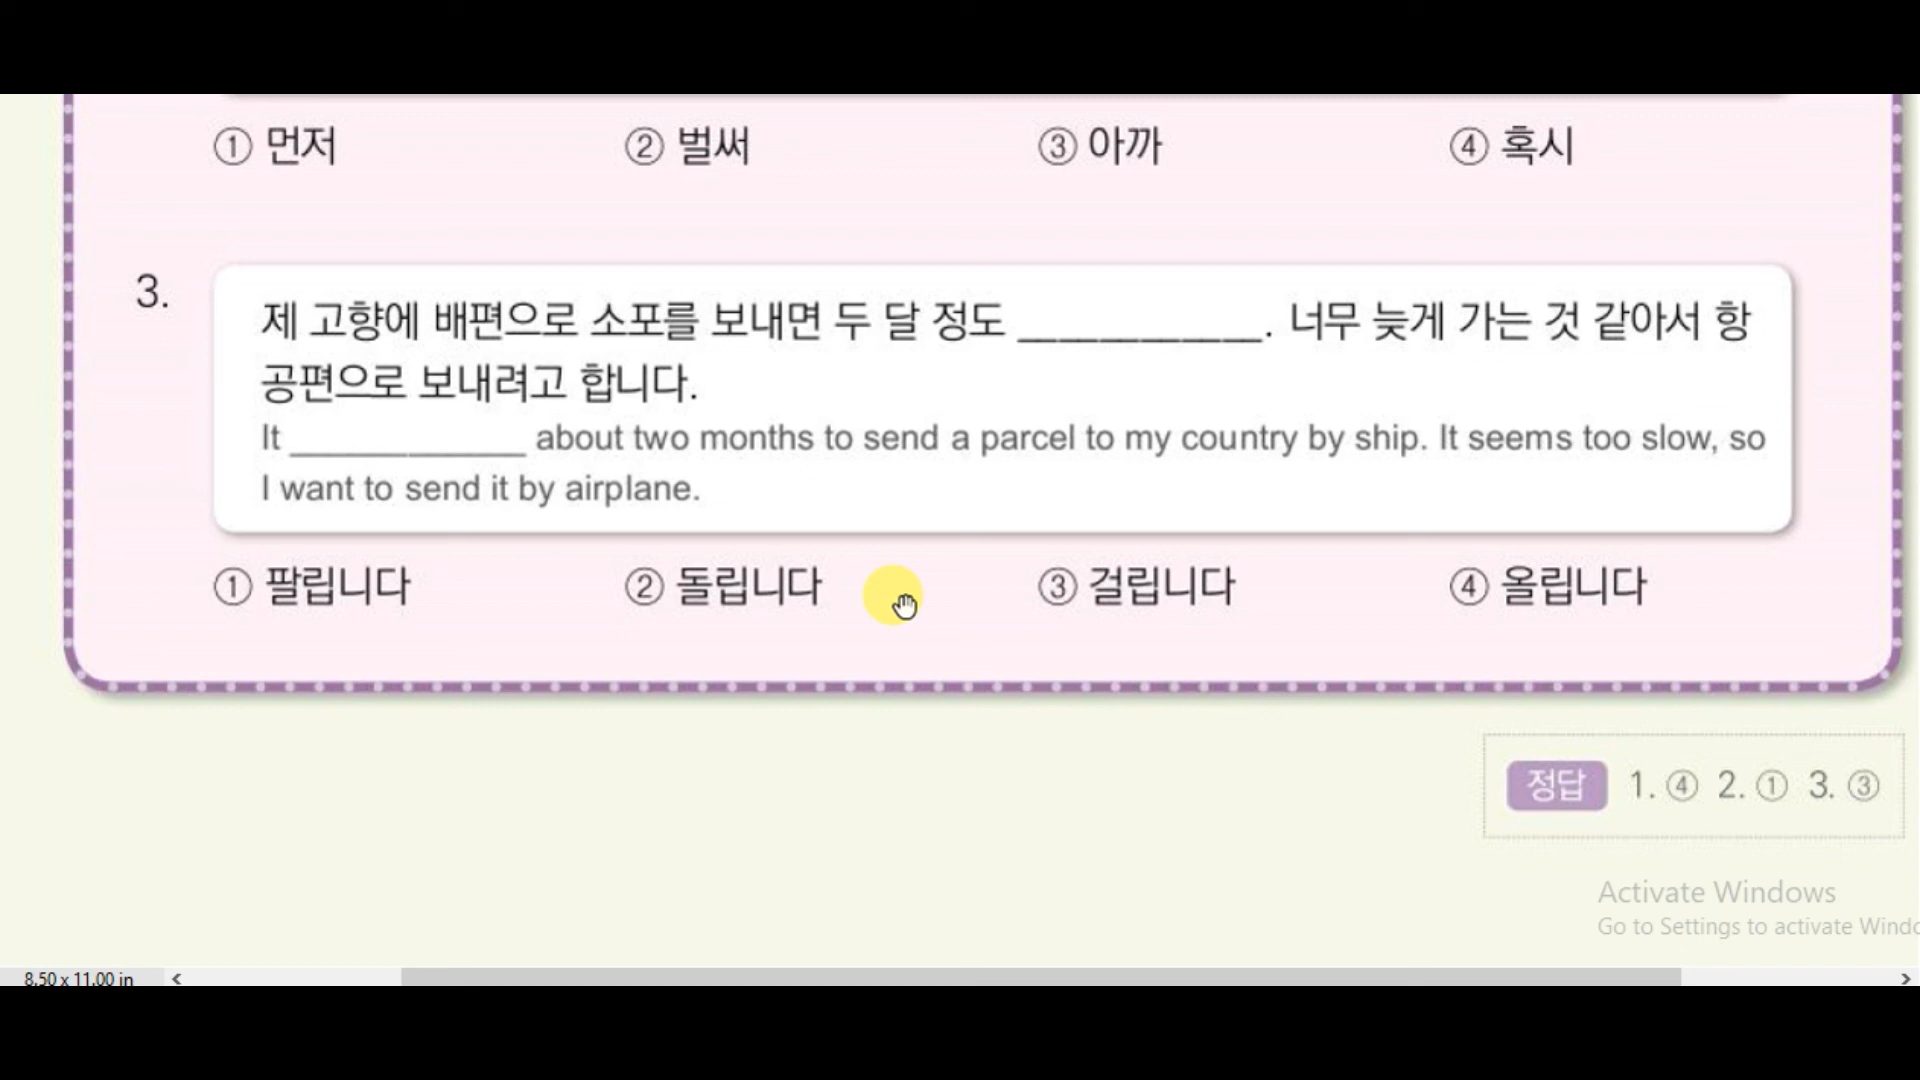 ① 먼저 ② 벌써 ③ 아까 ④ 혹시
3.
제 고향에 배편으로 소포를 보내면 두 달 정도 ____________. 너무 늦게 가는 것 같아서 항
공편으로 보내려고 합니다.
It ____________ about two months to send a parcel to my country by ship. It seems too slow, so
I want to send it by airplane.
① 팔립니다 ② 돌립니다 ③ 걸립니다 ④ 올립니다
정답 1. ④ 2. ① 3. ③
Activate Windows
Go to Settings to activate Windo
8.50 x 11.00 in